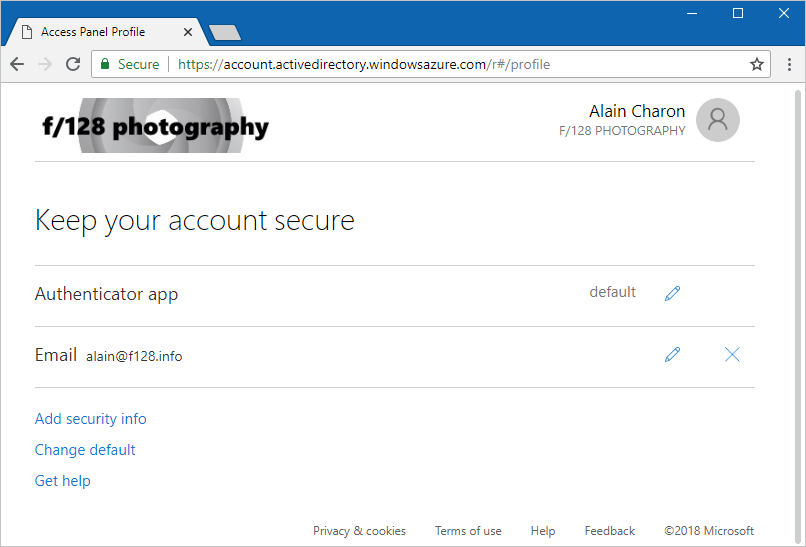 Access Panel Profile
Secure https://account.activedirectory.windowsazure.com/r#/profile
f/128 photography
Alain Charon
F/128 PHOTOGRAPHY
Keep your account secure
Authenticator app default
Email alain@f128.info
Add security info
Change default
Get help
Privacy & cookies Terms of use Help Feedback ©2018 Microsoft